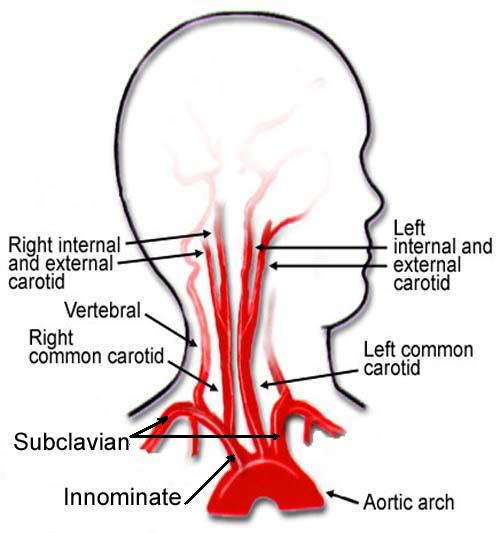 Right internal
and external
carotid
Vertebral
Right
common carotid
Subclavian
Innominate
Left
internal and
external
carotid
Left common
carotid
Aortic arch